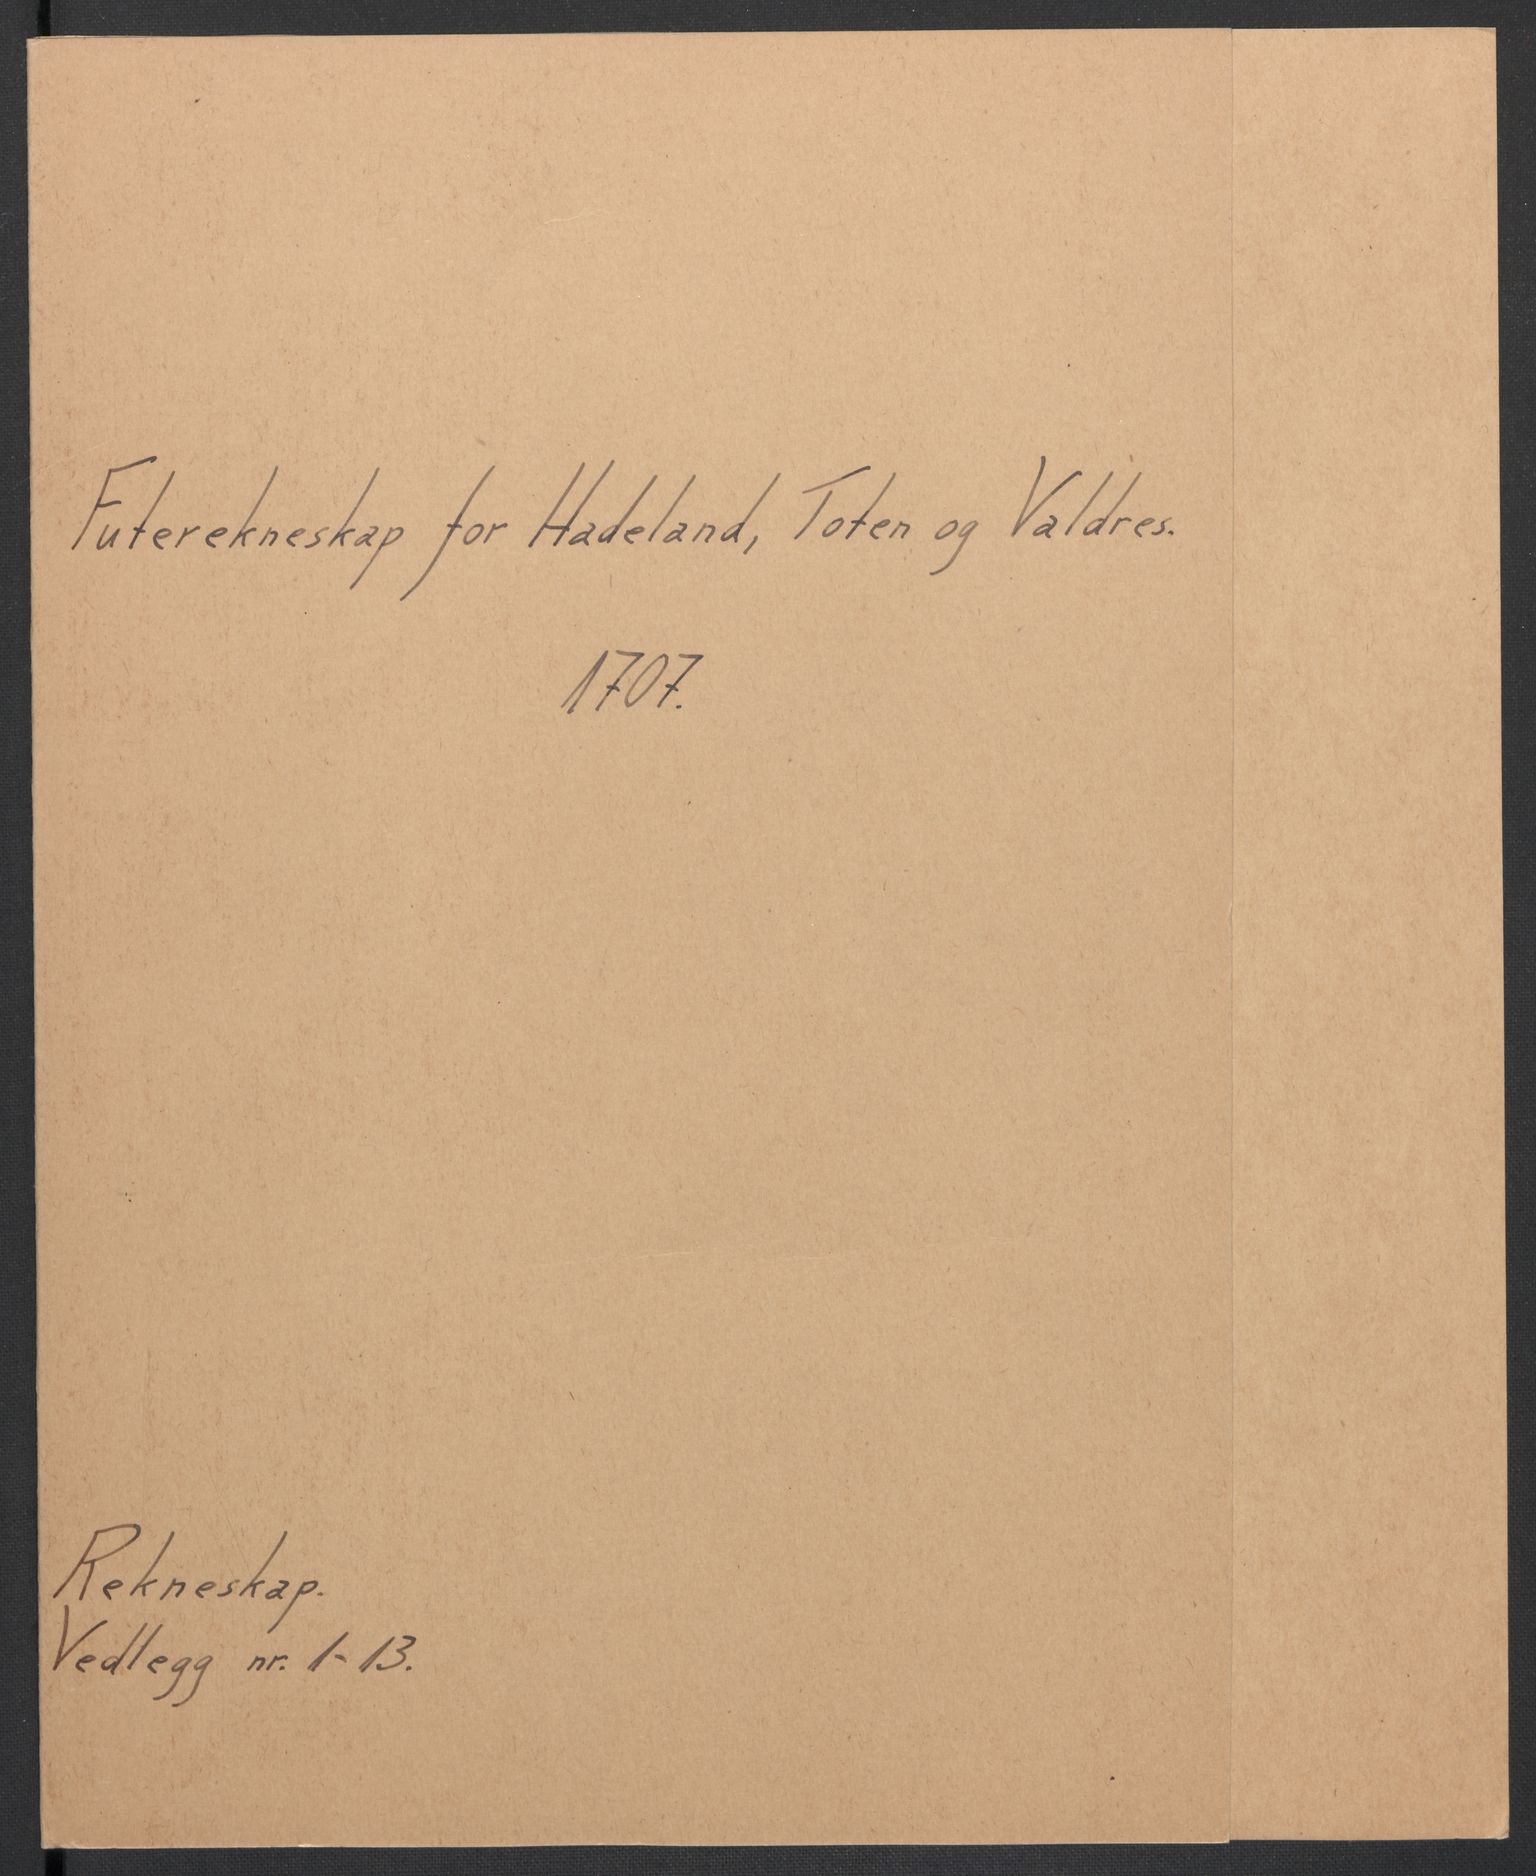 Futerekneskap for Hadeland, Toten og Valdres.
1707.
Rekneskap.
Vedlegg nr. 1-13.